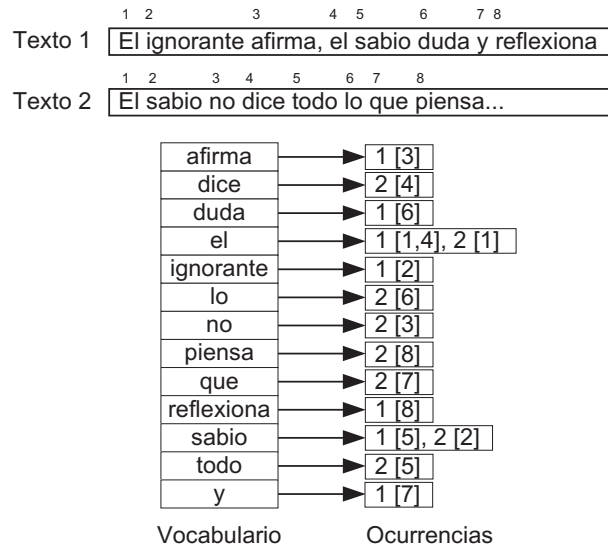 1 2 3 4 5 6 7 8
Texto 1 El ignorante afirma, el sabio duda y reflexiona
1 2 3 4 5 6 7 8
Texto 2 El sabio no dice todo lo que piensa...
afirma 1 [3]
dice 2 [4]
duda 1 [6]
el 1 [1,4], 2 [1]
ignorante 1 [2]
lo 2 [6]
no 2 [3]
piensa 2 [8]
que 2 [7]
reflexiona 1 [8]
sabio 1 [5], 2 [2]
todo 2 [5]
y 1 [7]
Vocabulario Ocurrencias